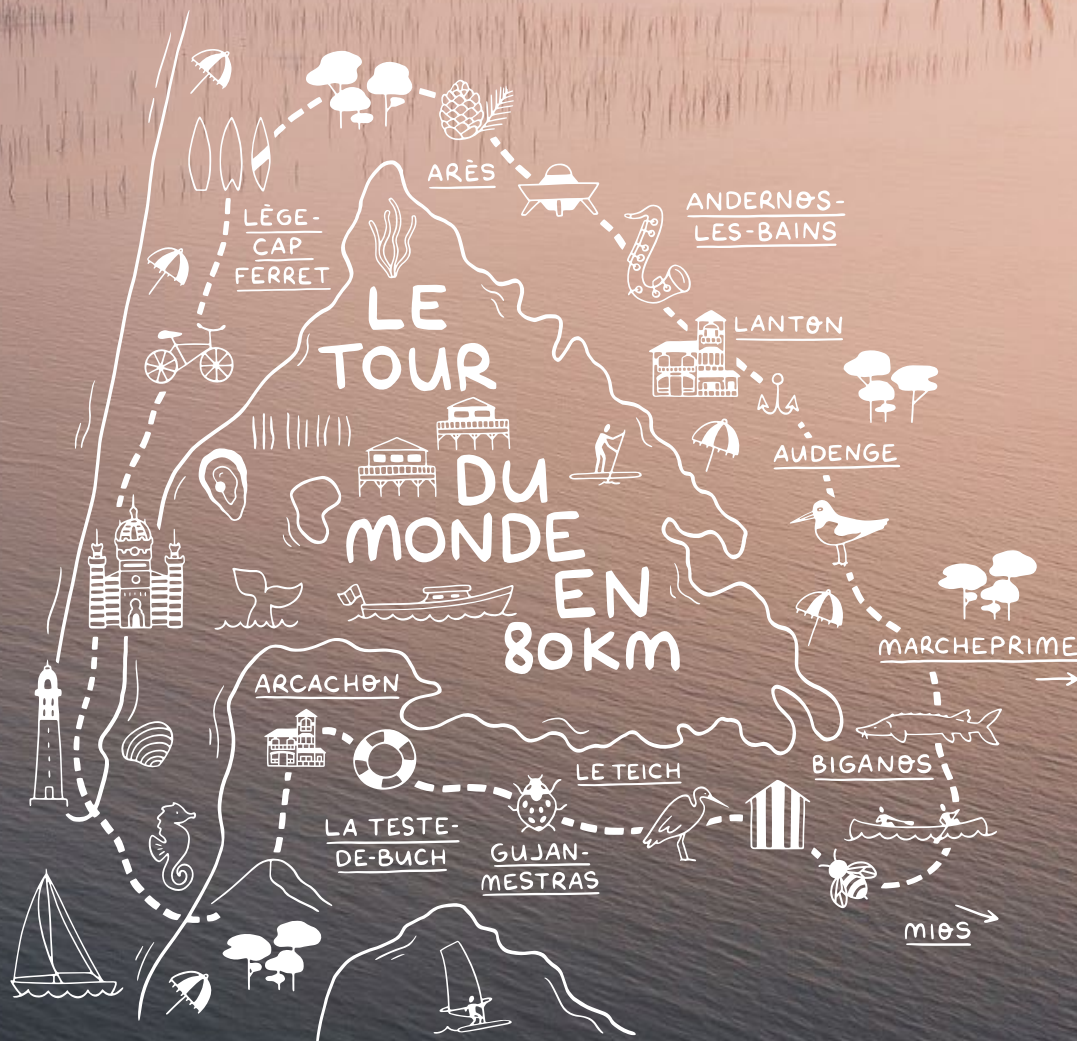 ARÈS
ANDERNOS-
LES-BAINS
LÈGE-
CAP
FERRET
LE
TOUR
LANTON
DU
MONDE
EN
80KM
AUDENGE
MARCHEPRIME
ARCACHON
BIGANOS
LE TEICH
LA TESTE-
DE-BUCH
GUJAN-
MESTRAS
MIOS